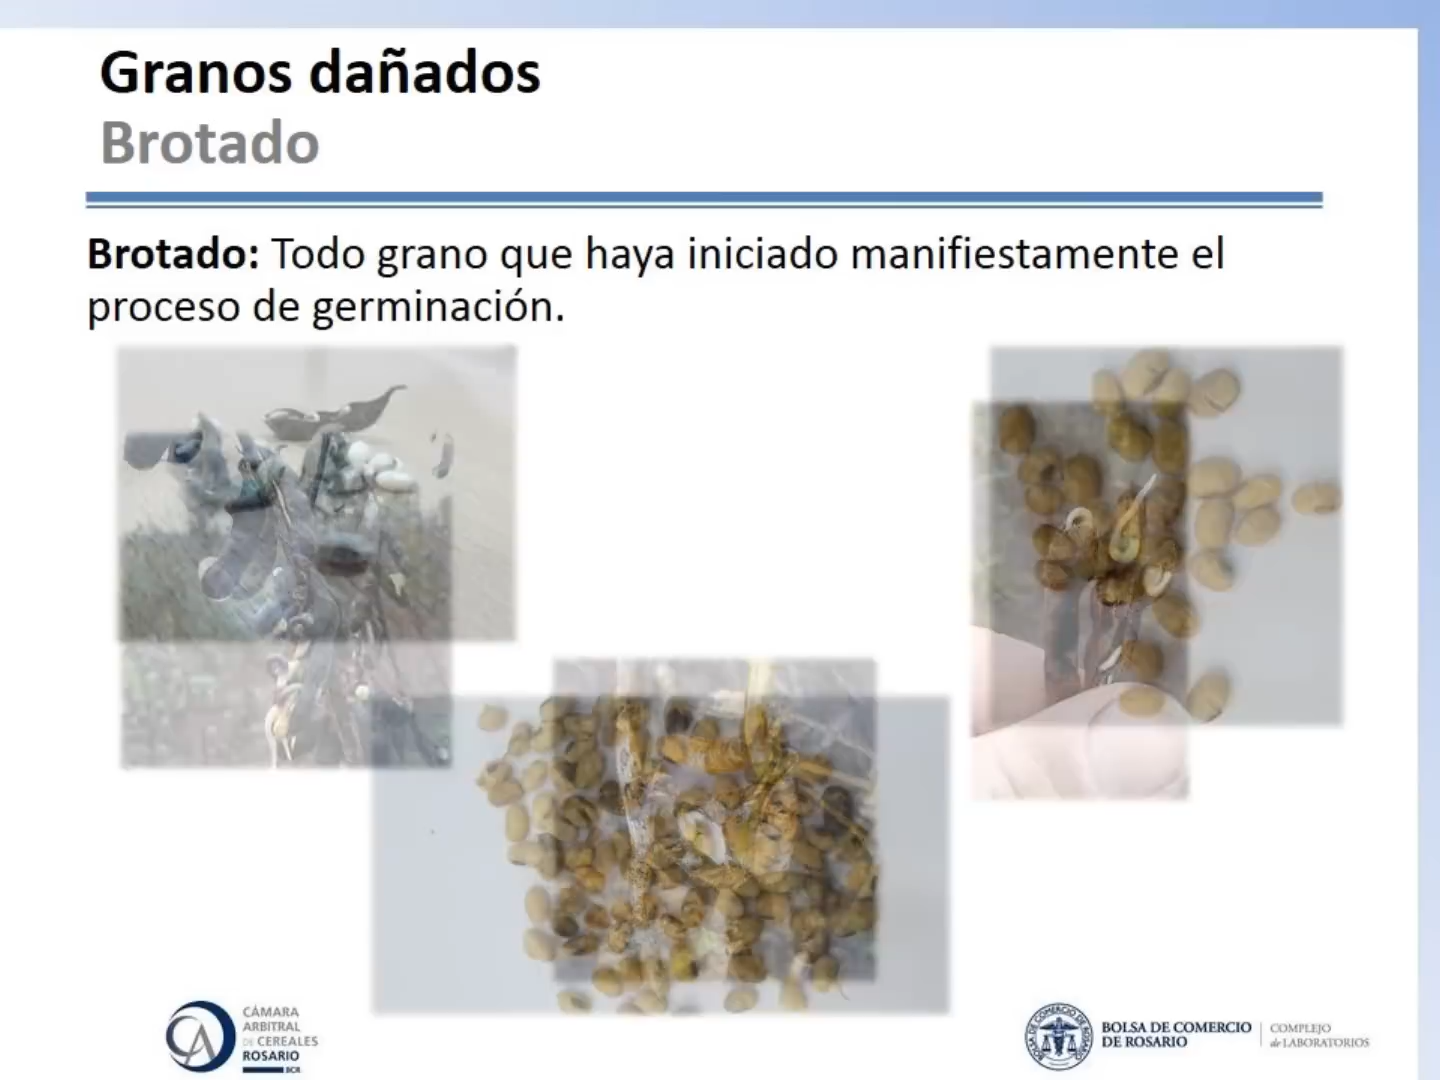 Granos dañados
Brotado
Brotado: Todo grano que haya iniciado manifiestamente el
proceso de germinación.
CÁMARA
ARBITRAL
DE CEREALES
ROSARIO
BCR
BOLSA DE COMERCIO
DE ROSARIO
COMPLEJO
de LABORATORIOS